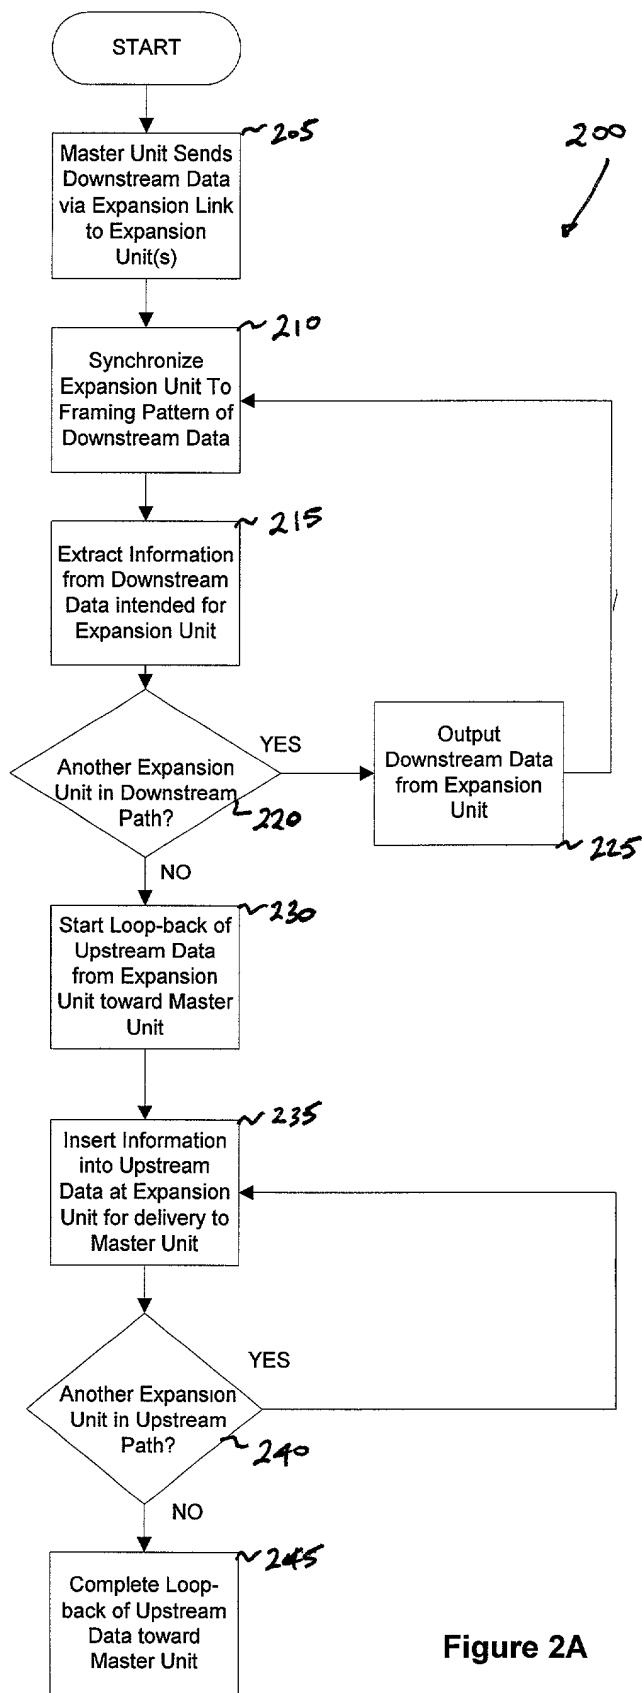 START
205
200
Master Unit Sends
Downstream Data
via Expansion Link
to Expansion
Unit(s)
210
Synchronize
Expansion Unit To
Framing Pattern of
Downstream Data
215
Extract Information
from Downstream
Data intended for
Expansion Unit
YES
Another Expansion
Unit in Downstream
Path?
220
Output
Downstream Data
from Expansion
Unit
225
NO
230
Start Loop-back of
Upstream Data
from Expansion
Unit toward Master
Unit
235
Insert Information
into Upstream
Data at Expansion
Unit for delivery to
Master Unit
YES
Another Expansion
Unit in Upstream
Path?
240
NO
245
Complete Loop-
back of Upstream
Data toward
Master Unit
Figure 2A